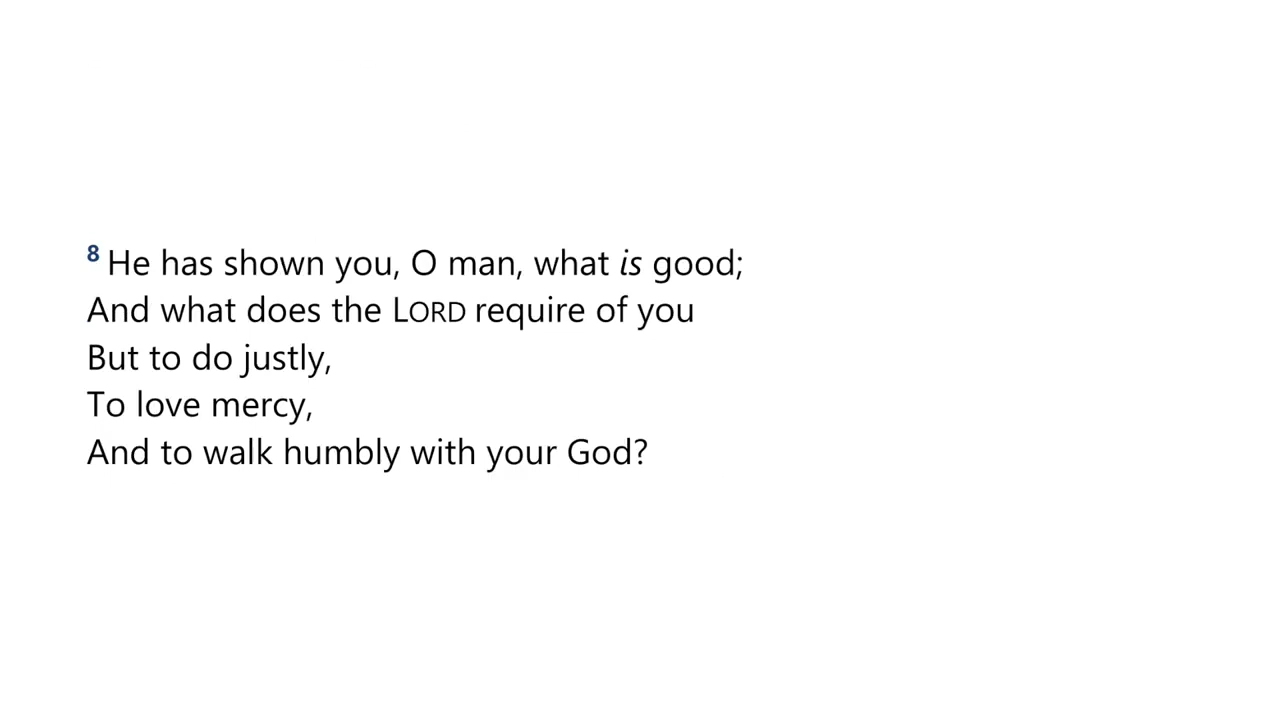 8 He has shown you, O man, what is good;
And what does the LORD require of you
But to do justly,
To love mercy,
And to walk humbly with your God?